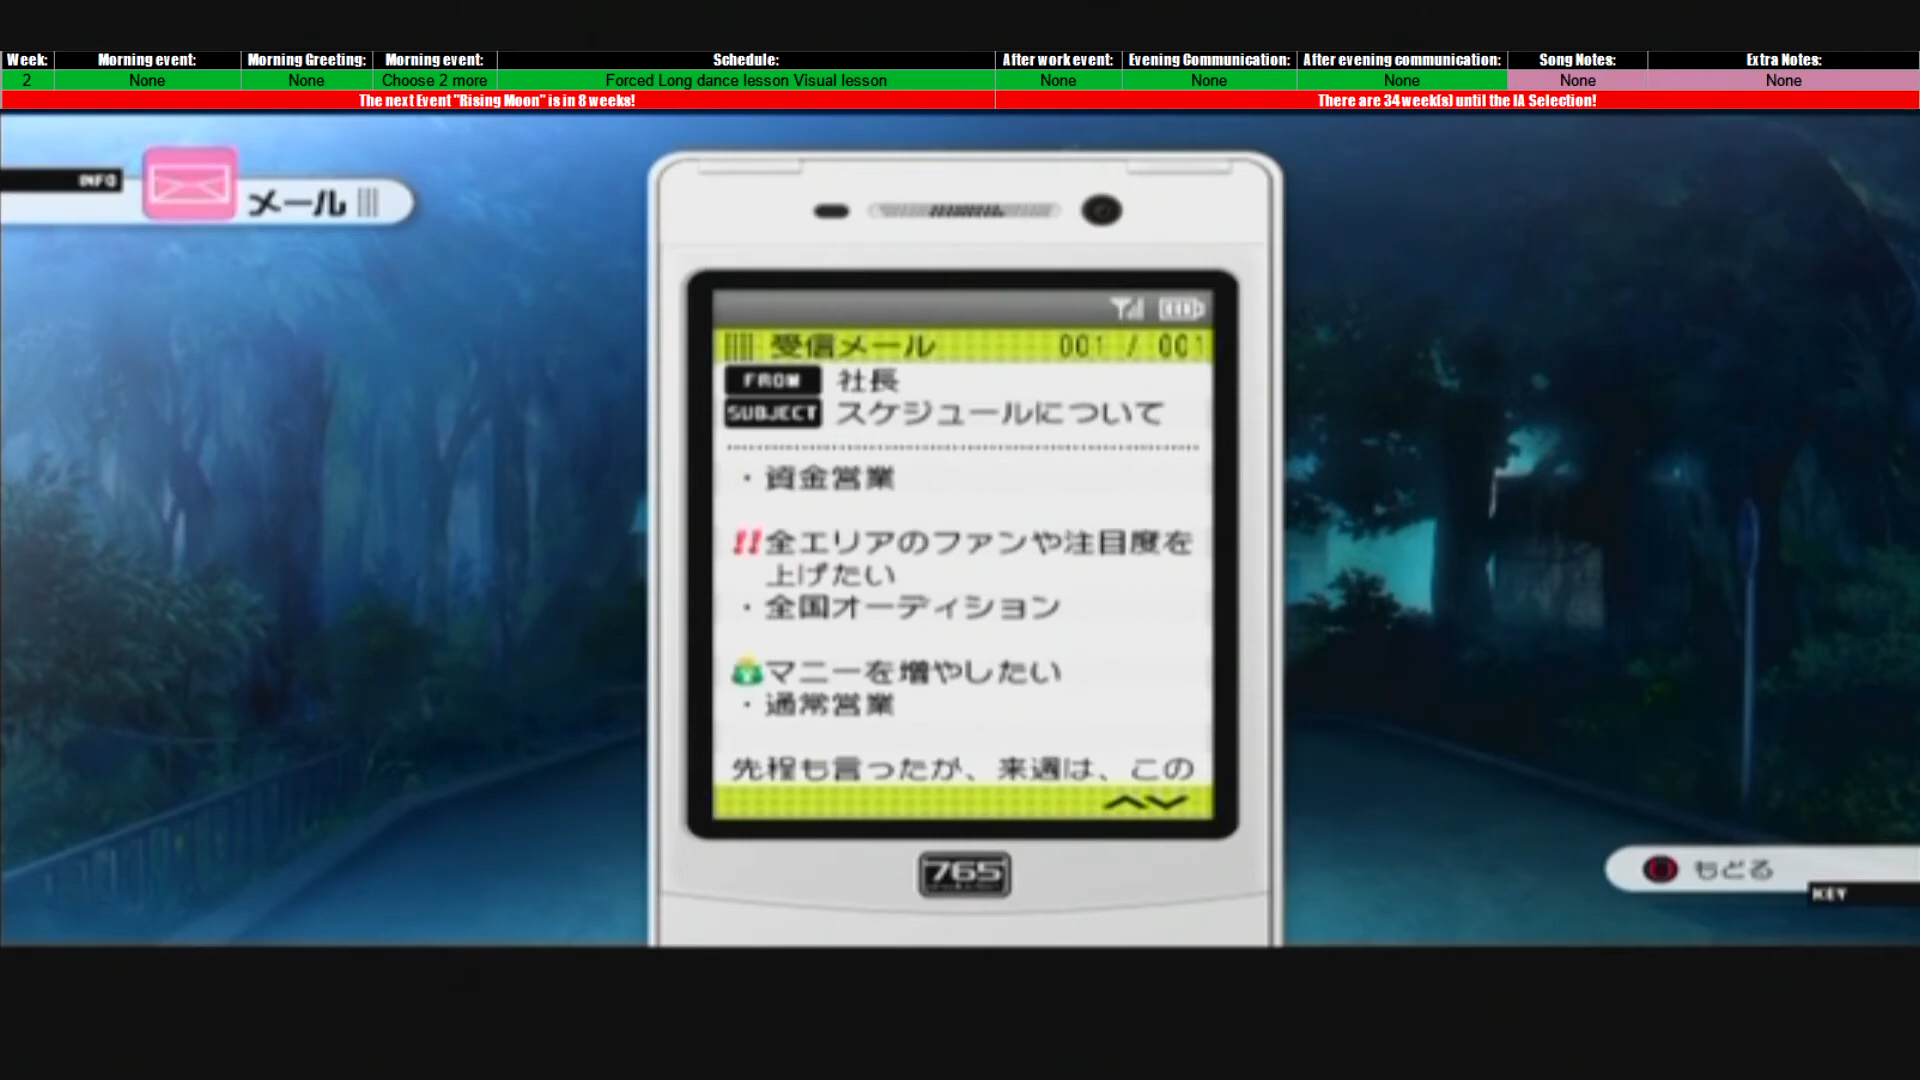 Week: Morning event: Morning Greeting: Morning event: Schedule: After work event: Evening Communication: After evening communication: Song Notes: Extra Notes:
2 None None Choose 2 more Forced Long dance lesson Visual lesson None None None None None
The next Event "Rising Moon" is in 8 weeks! There are 34 week(s) until the IA Selection!
INFO
メール
受信メール 001 / 001
FROM 社長
SUBJECT スケジュールについて
・資金営業
!!全エリアのファンや注目度を
上げたい
・全国オーディション
マニーを増やしたい
・通常営業
先程も言ったが、来週は、この
765
もどる
KEY